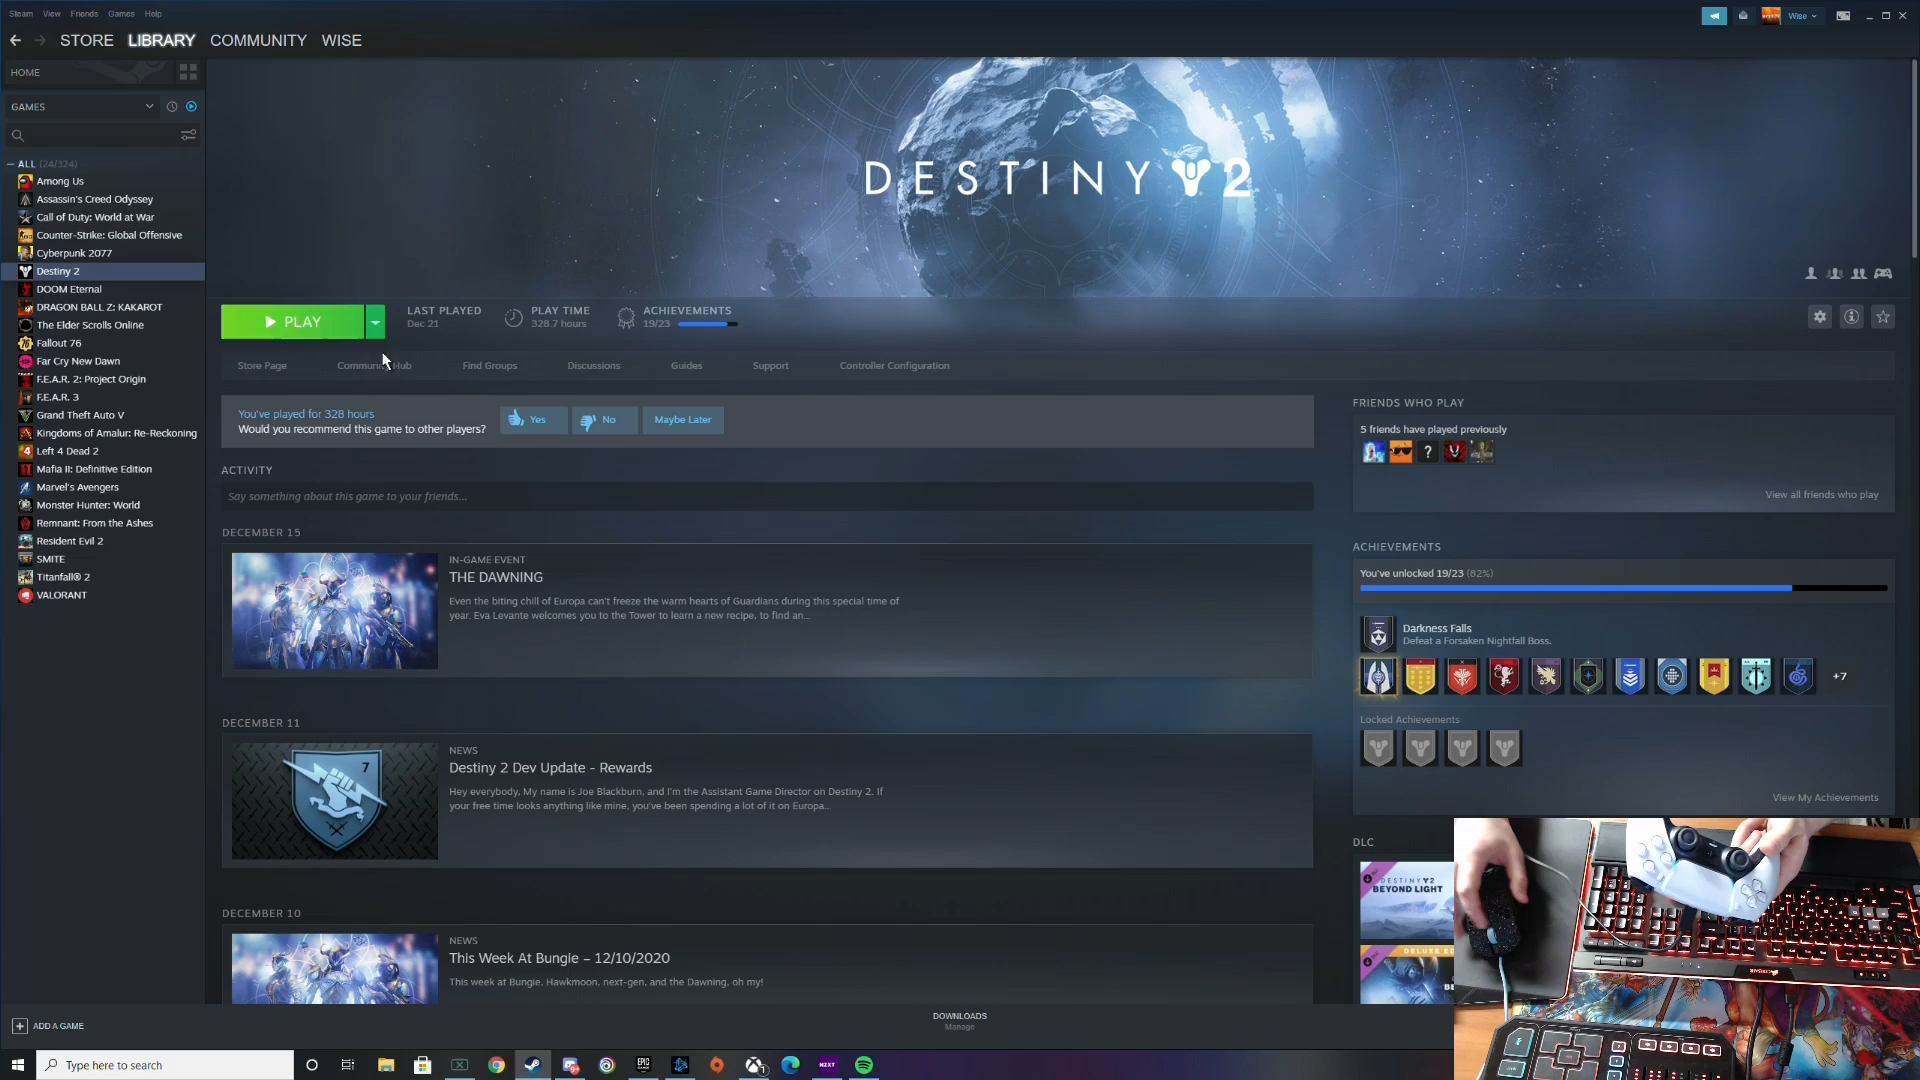 Steam View Friends Games Help
Wise
STORE LIBRARY COMMUNITY WISE
HOME
GAMES
ALL (24/324)
Among Us
Assassin's Creed Odyssey
Call of Duty: World at War
Counter-Strike: Global Offensive
Cyberpunk 2077
Destiny 2
DOOM Eternal
DRAGON BALL Z: KAKAROT
The Elder Scrolls Online
Fallout 76
Far Cry New Dawn
F.E.A.R. 2: Project Origin
F.E.A.R. 3
Grand Theft Auto V
Kingdoms of Amalur: Re-Reckoning
Left 4 Dead 2
Mafia II: Definitive Edition
Marvel's Avengers
Monster Hunter: World
Remnant: From the Ashes
Resident Evil 2
SMITE
Titanfall® 2
VALORANT
DESTINY 2
PLAY
LAST PLAYED
Dec 21
PLAY TIME
328.7 hours
ACHIEVEMENTS
19/23
Store Page Community Hub Find Groups Discussions Guides Support Controller Configuration
You've played for 328 hours
Would you recommend this game to other players?
Yes No Maybe Later
ACTIVITY
Say something about this game to your friends...
DECEMBER 15
IN-GAME EVENT
THE DAWNING
Even the biting chill of Europa can't freeze the warm hearts of Guardians during this special time of
year. Eva Levante welcomes you to the Tower to learn a new recipe, to find an...
DECEMBER 11
7
NEWS
Destiny 2 Dev Update - Rewards
Hey everybody, My name is Joe Blackburn, and I'm the Assistant Game Director on Destiny 2. If
your free time looks anything like mine, you've been spending a lot of it on Europa...
DECEMBER 10
NEWS
This Week At Bungie – 12/10/2020
This week at Bungie, Hawkmoon, next-gen, and the Dawning, oh my!
FRIENDS WHO PLAY
5 friends have played previously
?
View all friends who play
ACHIEVEMENTS
You've unlocked 19/23 (82%)
Darkness Falls
Defeat a Forsaken Nightfall Boss.
+7
Locked Achievements
View My Achievements
DLC
DESTINY 2
BEYOND LIGHT
DELUXE
ADD A GAME
DOWNLOADS
Manage
Type here to search
EPIC
GAMES
1
NZXT
CORSAIR